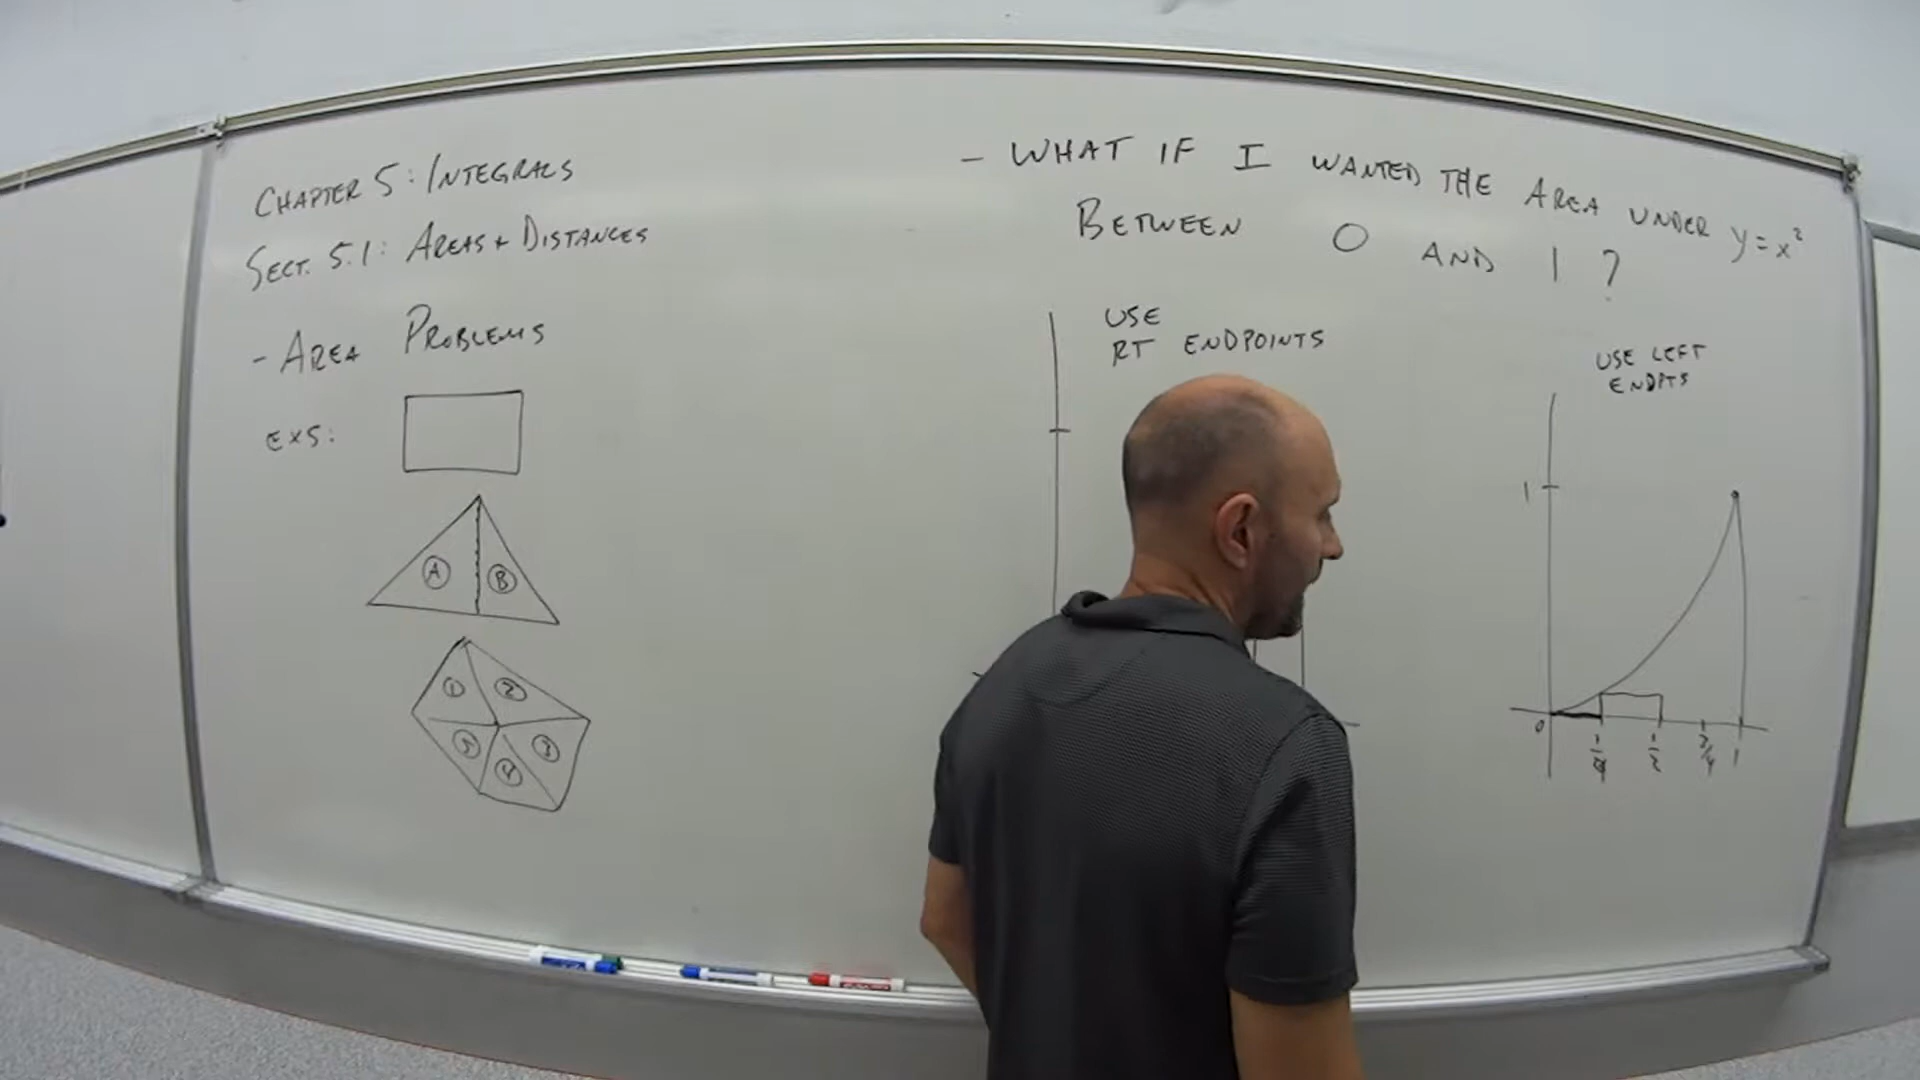 CHAPTER 5: INTEGRALS
SECT. 5.1: AREAS + DISTANCES
- AREA PROBLEMS
EXS:
A B
1 2
5 4 3
- WHAT IF I WANTED THE AREA UNDER y = x²
BETWEEN 0 AND 1 ?
USE
RT ENDPOINTS
USE LEFT
ENDPTS
1
0 1/4 1/2 3/4 1